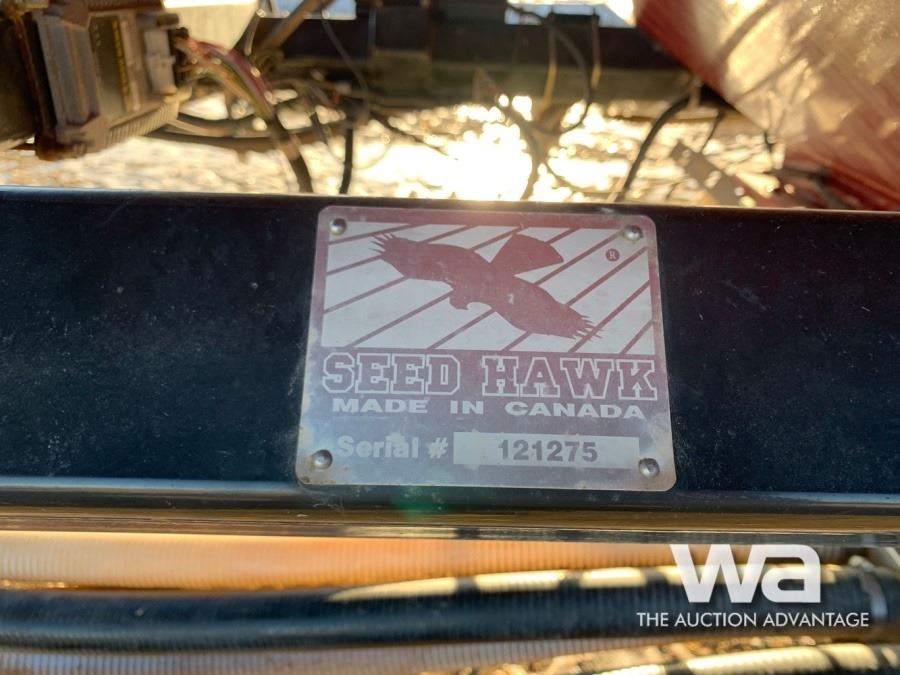 ®
SEED HAWK
MADE IN CANADA
Serial # 121275
wa
THE AUCTION ADVANTAGE